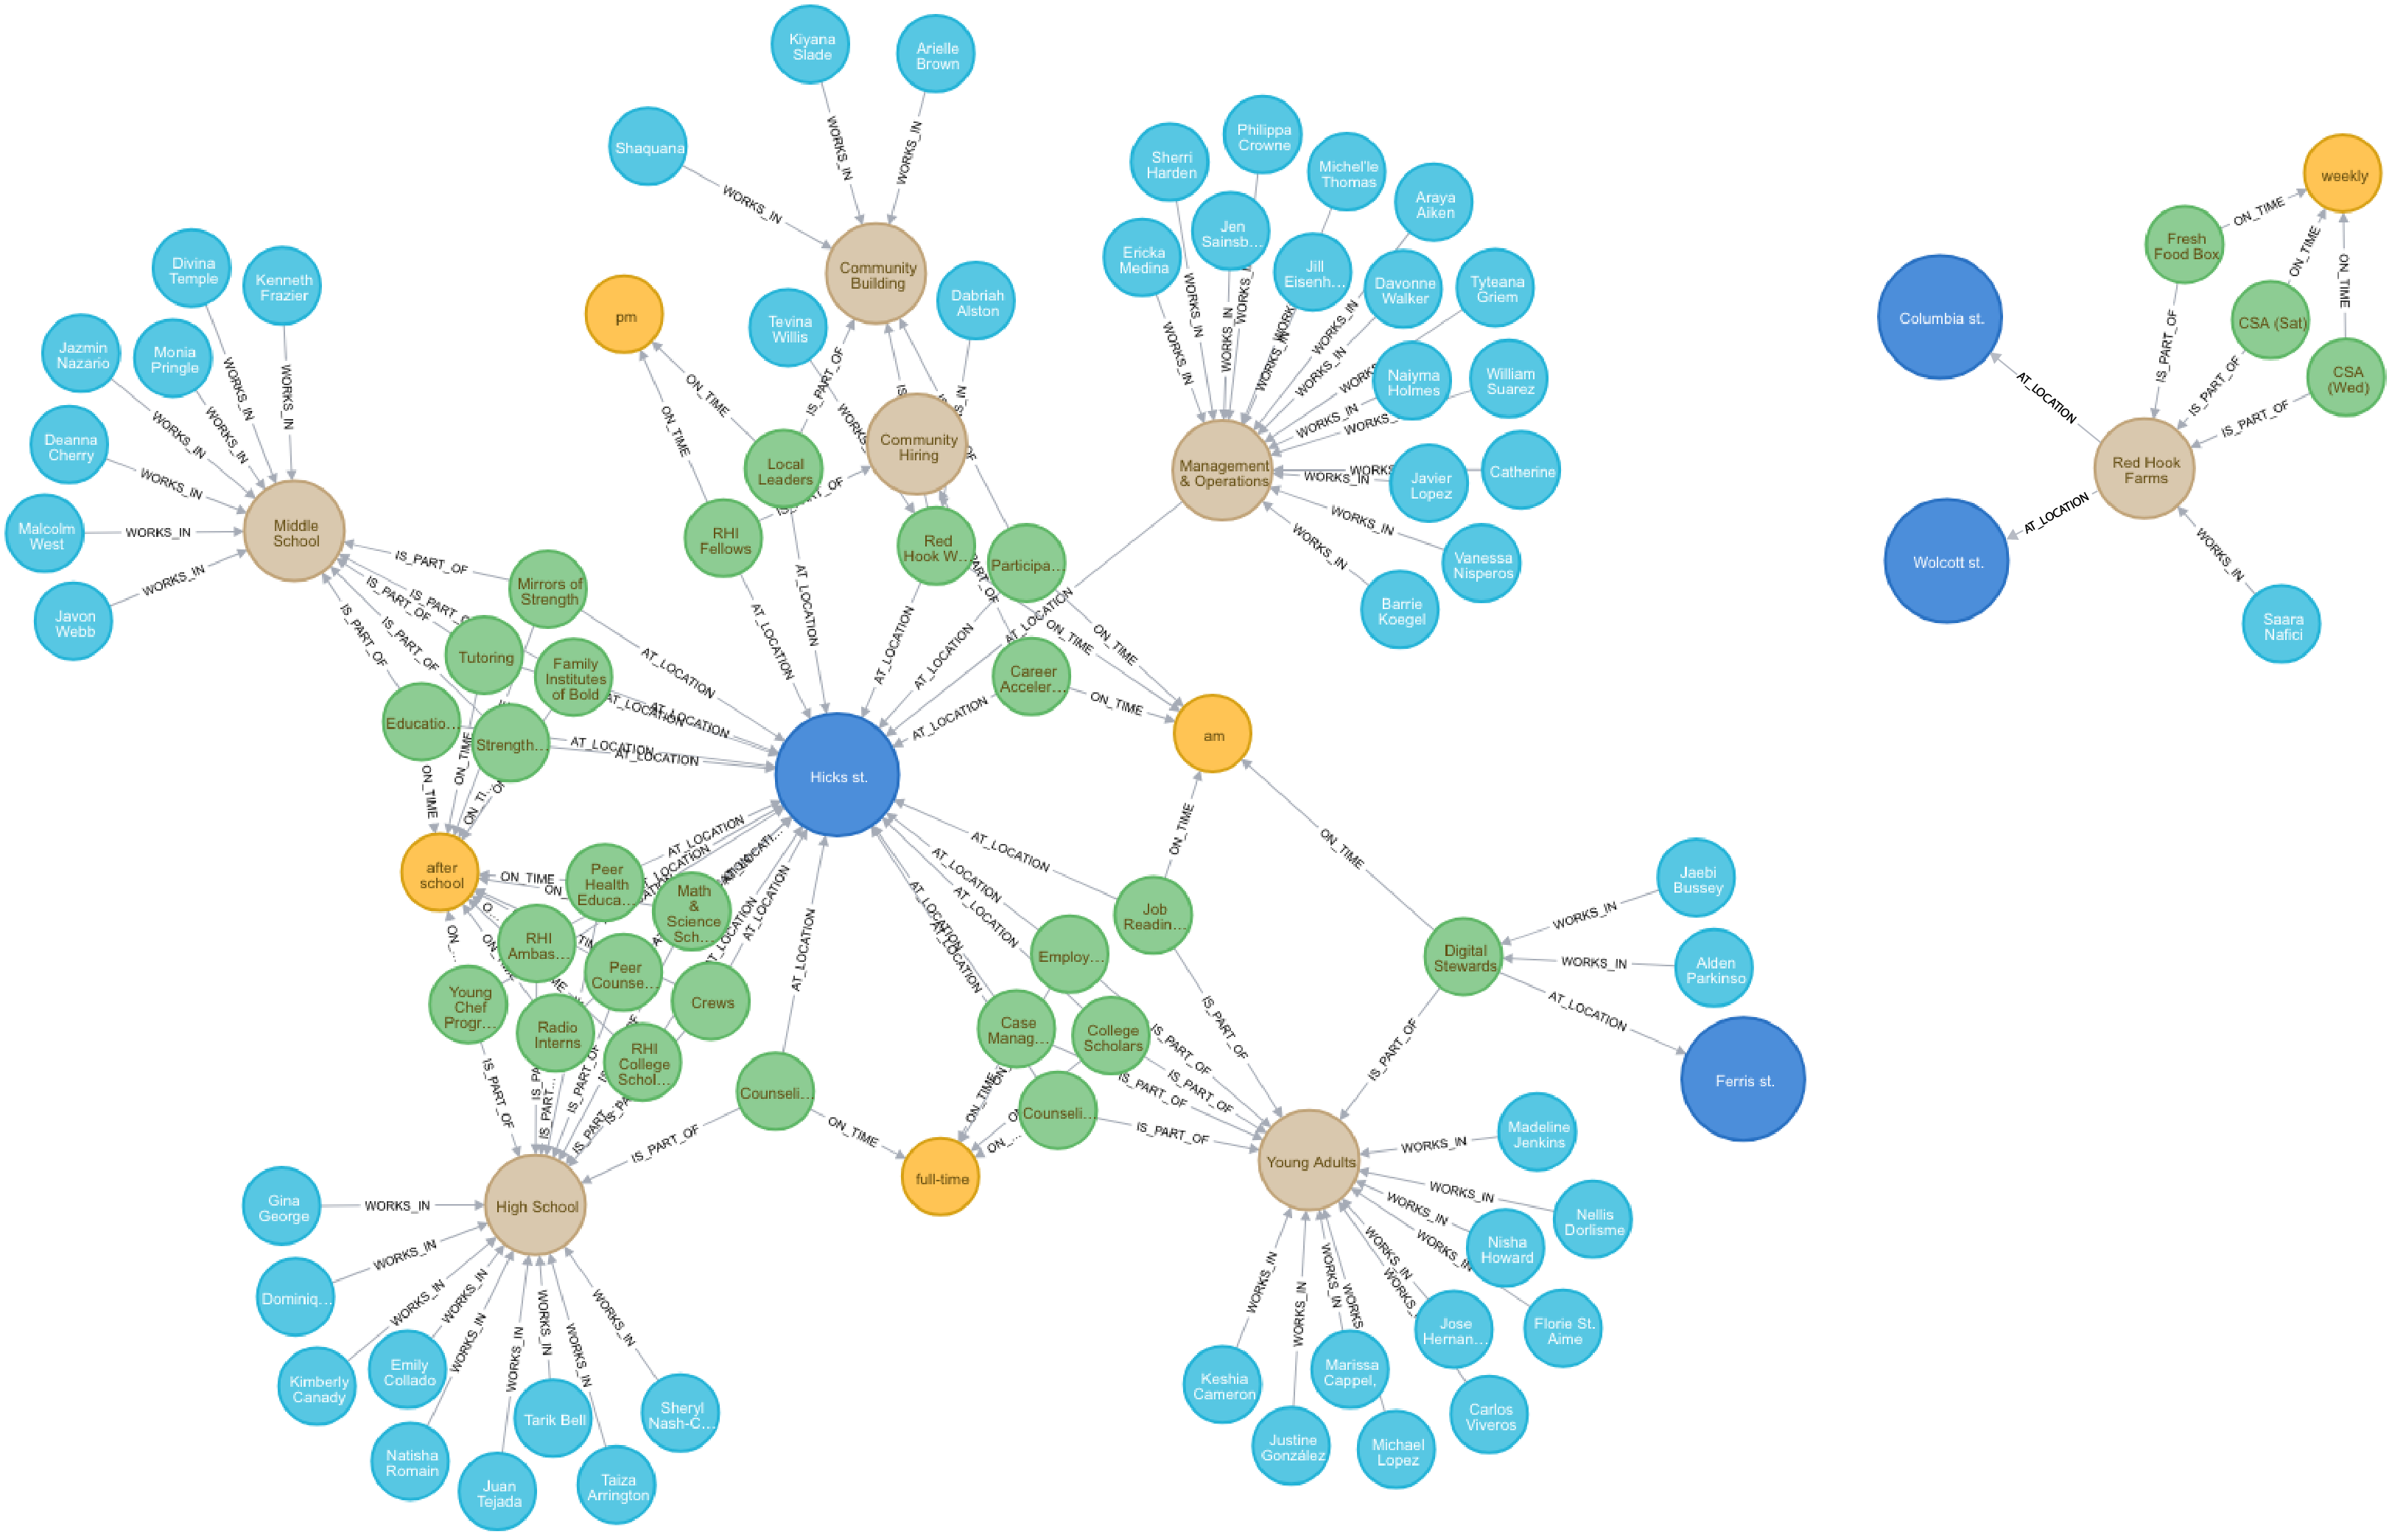 Kiyana
Slade
Arielle
Brown
Shaquana
WORKS_IN
WORKS_IN
WORKS_IN
Community
Building
Philippa
Crowne
Sherri
Harden
Michel'le
Thomas
Araya
Aiken
Jen
Sainsb...
Ericka
Medina
Jill
Eisenh...
Davonne
Walker
Tyteana
Griem
Naiyma
Holmes
William
Suarez
Javier
Lopez
Catherine
Vanessa
Nisperos
Barrie
Koegel
Management
& Operations
WORKS_IN
WORKS_IN
WORKS_IN
WORKS_IN
WORKS_IN
WORKS_IN
WORKS_IN
WORKS_IN
WORKS_IN
WORKS_IN
weekly
Fresh
Food Box
CSA (Sat)
CSA
(Wed)
ON_TIME
ON_TIME
ON_TIME
IS_PART_OF
IS_PART_OF
IS_PART_OF
Columbia st.
Wolcott st.
AT_LOCATION
AT_LOCATION
Red Hook
Farms
WORKS_IN
Saara
Nafici
Divina
Temple
Kenneth
Frazier
Jazmin
Nazario
Monia
Pringle
Deanna
Cherry
Malcolm
West
Javon
Webb
WORKS_IN
WORKS_IN
WORKS_IN
WORKS_IN
WORKS_IN
WORKS_IN
WORKS_IN
Middle
School
pm
Tevina
Willis
Dabriah
Alston
Community
Hiring
Local
Leaders
RHI
Fellows
Red
Hook W...
Participa...
Career
Acceler...
ON_TIME
ON_TIME
IS_PART_OF
AT_LOCATION
AT_LOCATION
AT_LOCATION
AT_LOCATION
AT_LOCATION
AT_LOCATION
ON_TIME
ON_TIME
ON_TIME
am
Mirrors of
Strength
Tutoring
Family
Institutes
of Bold
Educatio...
Strength...
IS_PART_OF
IS_PART_OF
IS_PART_OF
IS_PART_OF
AT_LOCATION
AT_LOCATION
AT_LOCATION
AT_LOCATION
AT_LOCATION
ON_TIME
ON_TIME
Hicks st.
after
school
Peer
Health
Educa...
Math
&
Science
Sch...
RHI
Ambas...
Peer
Counse...
Crews
Young
Chef
Progr...
Radio
Interns
RHI
College
Schol...
Counseli...
ON_TIME
AT_LOCATION
AT_LOCATION
AT_LOCATION
AT_LOCATION
IS_PART_OF
IS_PART_OF
IS_PART_OF
ON_TIME
full-time
Job
Readin...
Employ...
Case
Manag...
College
Scholars
Counseli...
AT_LOCATION
AT_LOCATION
AT_LOCATION
AT_LOCATION
AT_LOCATION
ON_TIME
ON_TIME
IS_PART_OF
IS_PART_OF
IS_PART_OF
IS_PART_OF
IS_PART_OF
Digital
Stewards
Jaebi
Bussey
Alden
Parkinso
Ferris st.
ON_TIME
WORKS_IN
WORKS_IN
AT_LOCATION
IS_PART_OF
High School
Gina
George
Dominiq...
Kimberly
Canady
Emily
Collado
Natisha
Romain
Juan
Tejada
Tarik Bell
Taiza
Arrington
Sheryl
Nash-C...
WORKS_IN
WORKS_IN
WORKS_IN
WORKS_IN
WORKS_IN
WORKS_IN
WORKS_IN
WORKS_IN
WORKS_IN
Young Adults
Madeline
Jenkins
Nellis
Dorlisme
Nisha
Howard
Florie St.
Aime
Jose
Hernan...
Carlos
Viveros
Marissa
Cappel,
Michael
Lopez
Justine
González
Keshia
Cameron
WORKS_IN
WORKS_IN
WORKS_IN
WORKS_IN
WORKS_IN
WORKS_IN
WORKS_IN
WORKS_IN